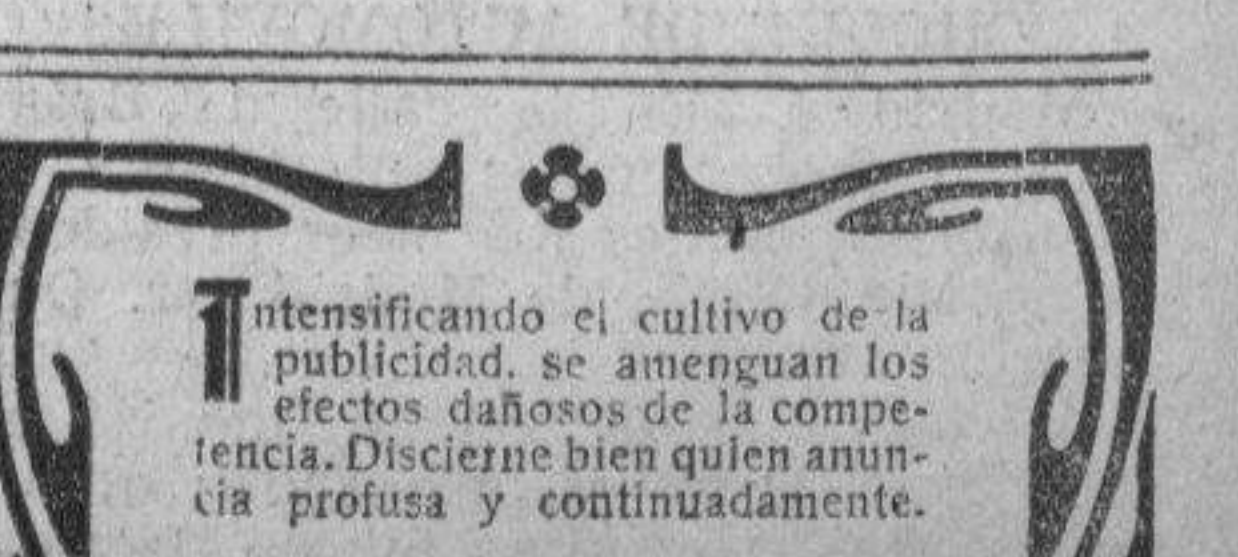 Intensificando el cultivo de la
publicidad, se amenguan los
efectos dañosos de la compe-
tencia. Discierne bien quien anun-
cia profusa y continuadamente.